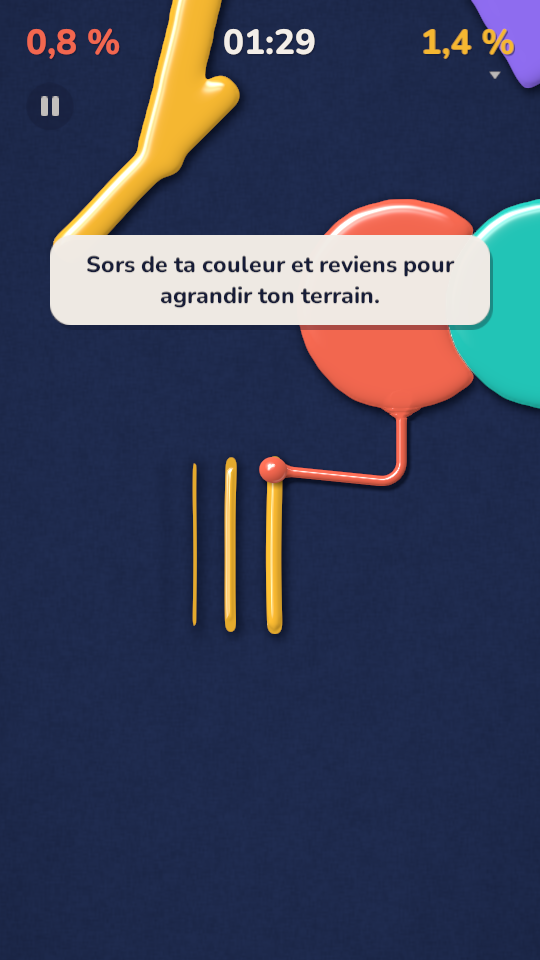 0,8 % 01:29 1,4 %
Sors de ta couleur et reviens pour
agrandir ton terrain.